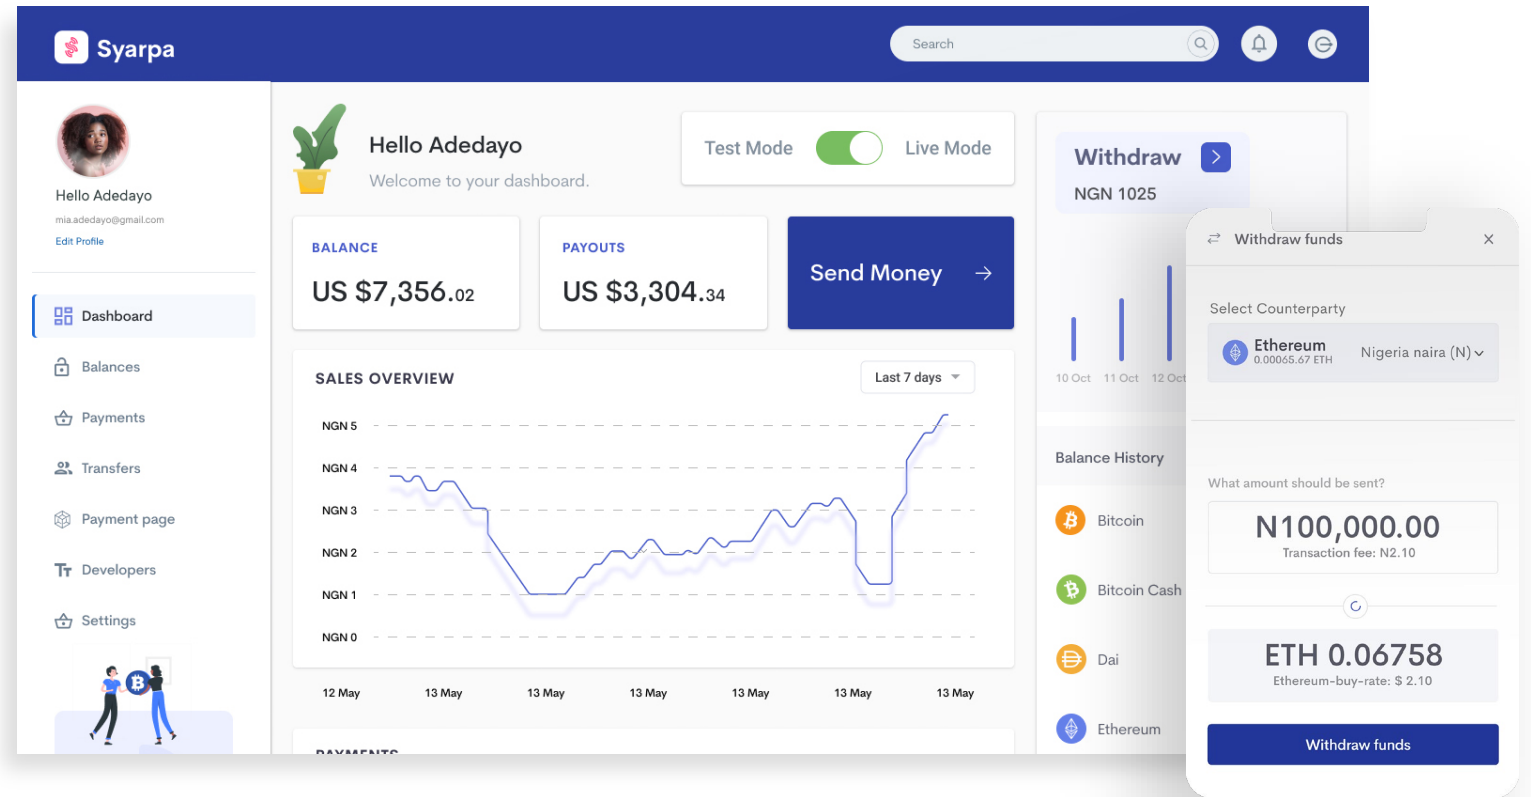 Syarpa
Search
Hello Adedayo
mia.adedayo@gmail.com
Edit Profile
Dashboard
Balances
Payments
Transfers
Payment page
Developers
Settings
Hello Adedayo
Welcome to your dashboard.
Test Mode
Live Mode
BALANCE
US $7,356.02
PAYOUTS
US $3,304.34
Send Money
SALES OVERVIEW
Last 7 days
NGN 5
NGN 4
NGN 3
NGN 2
NGN 1
NGN 0
12 May 13 May 13 May 13 May 13 May 13 May 13 May
PAYMENTS
Withdraw
NGN 1025
10 Oct 11 Oct 12 Oct
Balance History
Bitcoin
Bitcoin Cash
Dai
Ethereum
Withdraw funds
Select Counterparty
Ethereum
0.00065.67 ETH
Nigeria naira (N)
What amount should be sent?
N100,000.00
Transaction fee: N2.10
ETH 0.06758
Ethereum-buy-rate: $ 2.10
Withdraw funds